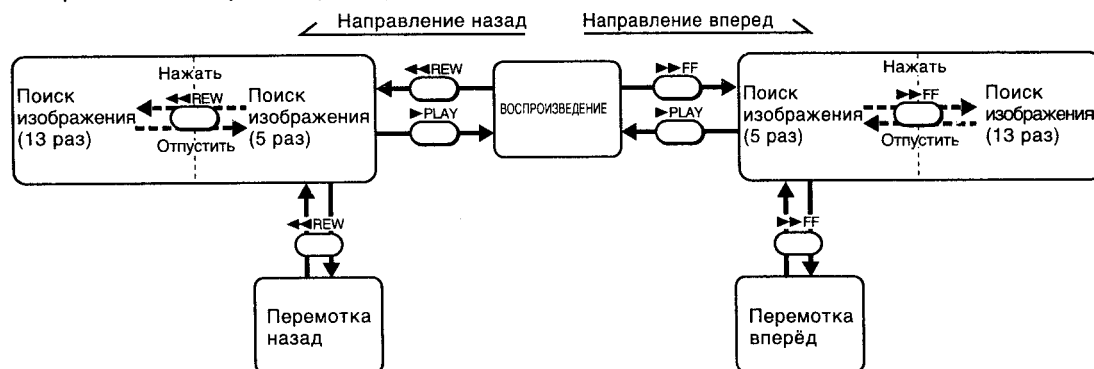 Направление назад
Направление вперед
Поиск
изображения
(13 раз)
Нажать
◄◄REW
Отпустить
Поиск
изображения
(5 раз)
◄◄REW
►PLAY
ВОСПРОИЗВЕДЕНИЕ
►►FF
►PLAY
Поиск
изображения
(5 раз)
Нажать
►►FF
Отпустить
Поиск
изображения
(13 раз)
◄◄REW
►►FF
Перемотка
назад
Перемотка
вперёд